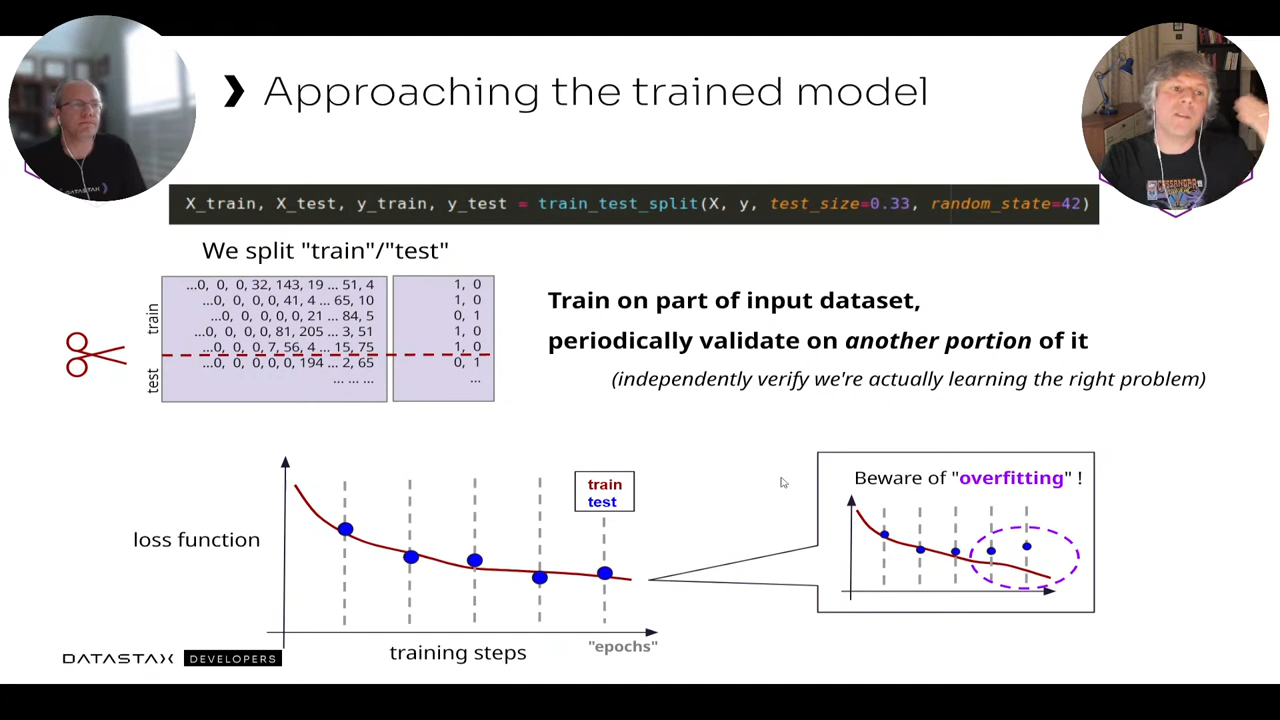 Approaching the trained model
X_train, X_test, y_train, y_test = train_test_split(X, y, test_size=0.33, random_state=42)
We split "train"/"test"
train
test
...0, 0, 0, 32, 143, 19 ... 51, 4
...0, 0, 0, 0, 41, 4 ... 65, 10
...0, 0, 0, 0, 0, 21 ... 84, 5
...0, 0, 0, 0, 81, 205 ... 3, 51
...0, 0, 0, 7, 56, 4 ... 15, 75
...0, 0, 0, 0, 0, 194 ... 2, 65
... ... ...
1, 0
1, 0
0, 1
1, 0
1, 0
0, 1
...
Train on part of input dataset,
periodically validate on another portion of it
(independently verify we're actually learning the right problem)
loss function
train
test
training steps
"epochs"
Beware of "overfitting" !
DATASTAX DEVELOPERS
DATASTAX
CASSANDRA